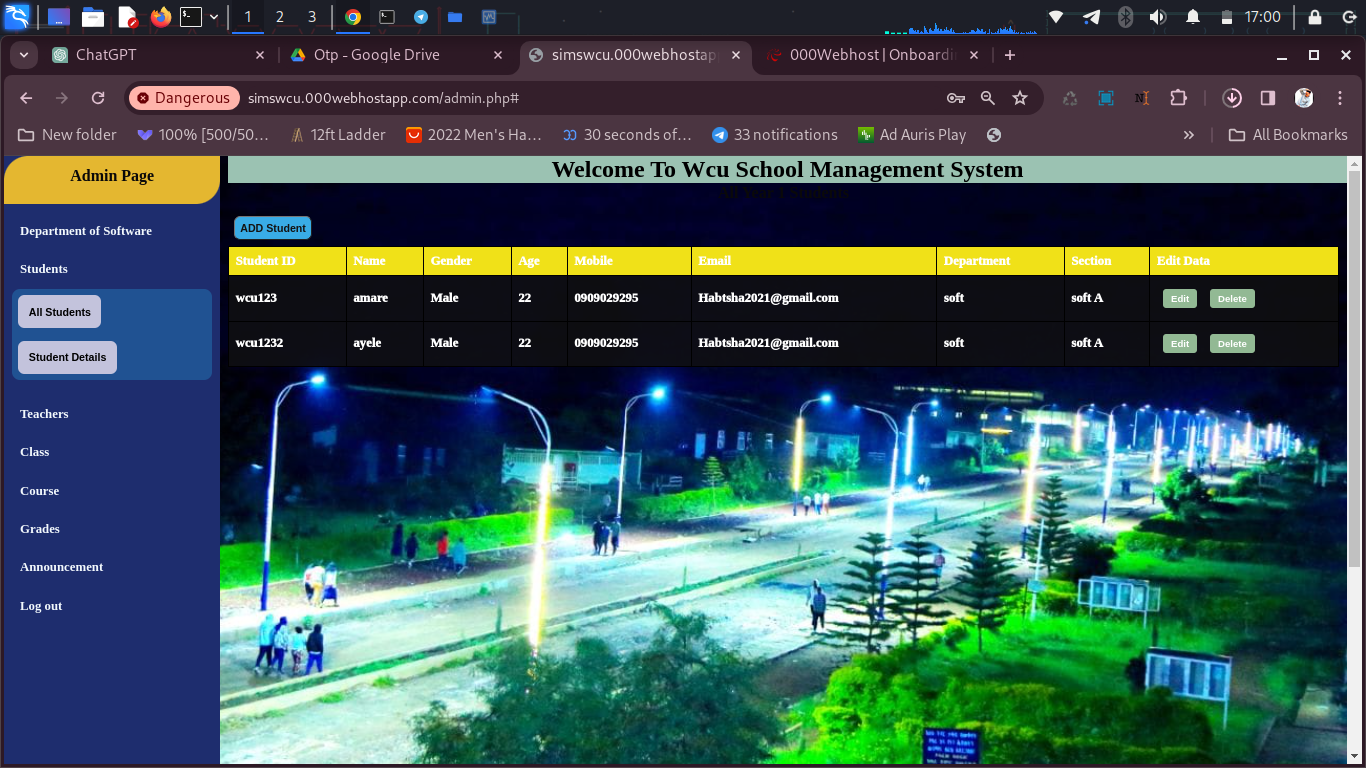 1 2 3 17:00
ChatGPT Otp - Google Drive simswcu.000webhostapp 000Webhost | Onboardin
Dangerous simswcu.000webhostapp.com/admin.php#
New folder 100% [500/50… 12ft Ladder 2022 Men's Ha… 30 seconds of… 33 notifications Ad Auris Play » All Bookmarks
Admin Page
Department of Software
Students
All Students
Student Details
Teachers
Class
Course
Grades
Announcement
Log out
Welcome To Wcu School Management System
All Year 1 Students
ADD Student
Student ID Name Gender Age Mobile Email Department Section Edit Data
wcu123 amare Male 22 0909029295 Habtsha2021@gmail.com soft soft A Edit Delete
wcu1232 ayele Male 22 0909029295 Habtsha2021@gmail.com soft soft A Edit Delete